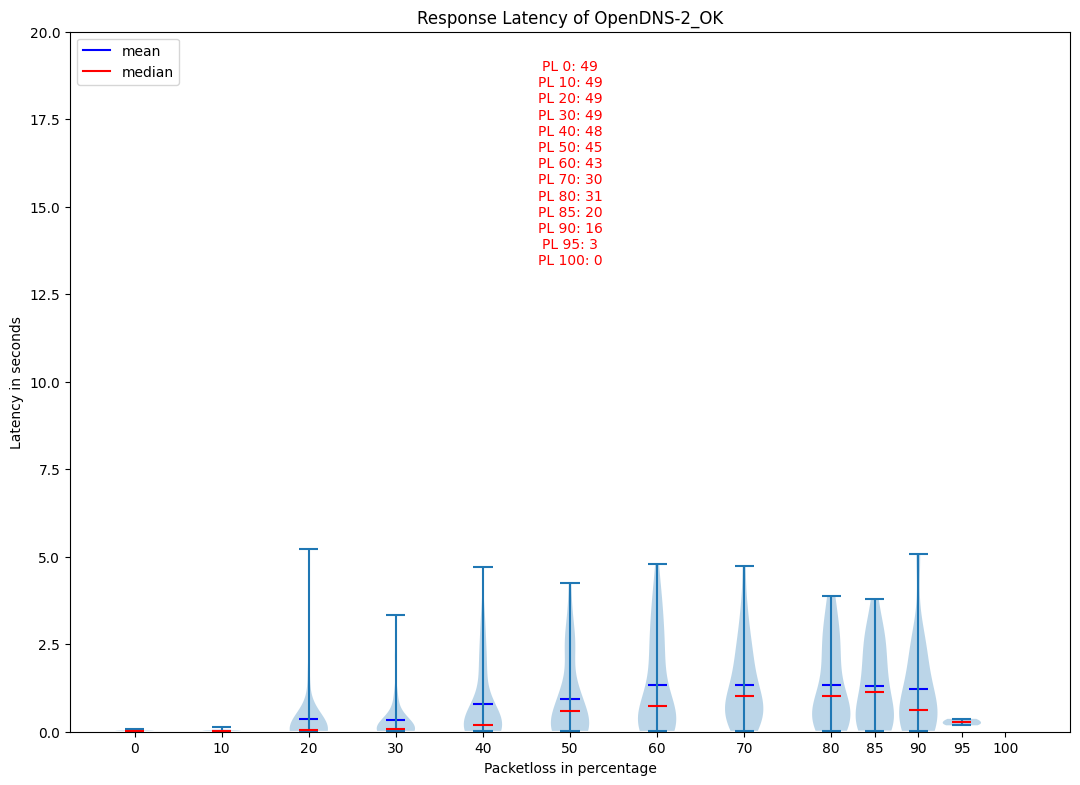 Response Latency of OpenDNS-2_OK
mean
median
PL 0: 49
PL 10: 49
PL 20: 49
PL 30: 49
PL 40: 48
PL 50: 45
PL 60: 43
PL 70: 30
PL 80: 31
PL 85: 20
PL 90: 16
PL 95: 3
PL 100: 0
Latency in seconds
20.0
17.5
15.0
12.5
10.0
7.5
5.0
2.5
0.0
0 10 20 30 40 50 60 70 80 85 90 95 100
Packetloss in percentage